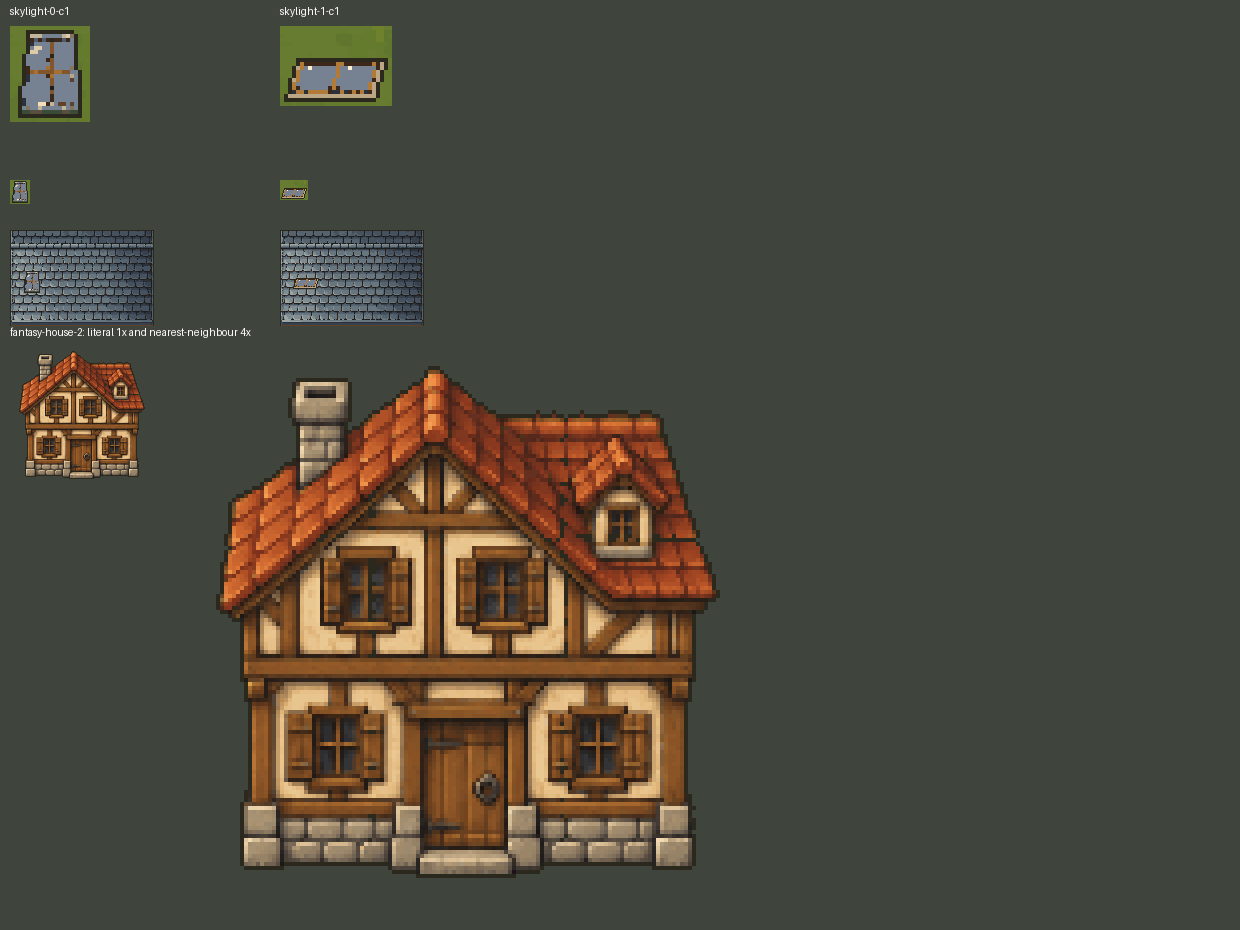 skylight-0-c1
skylight-1-c1
fantasy-house-2: literal 1x and nearest-neighbour 4x